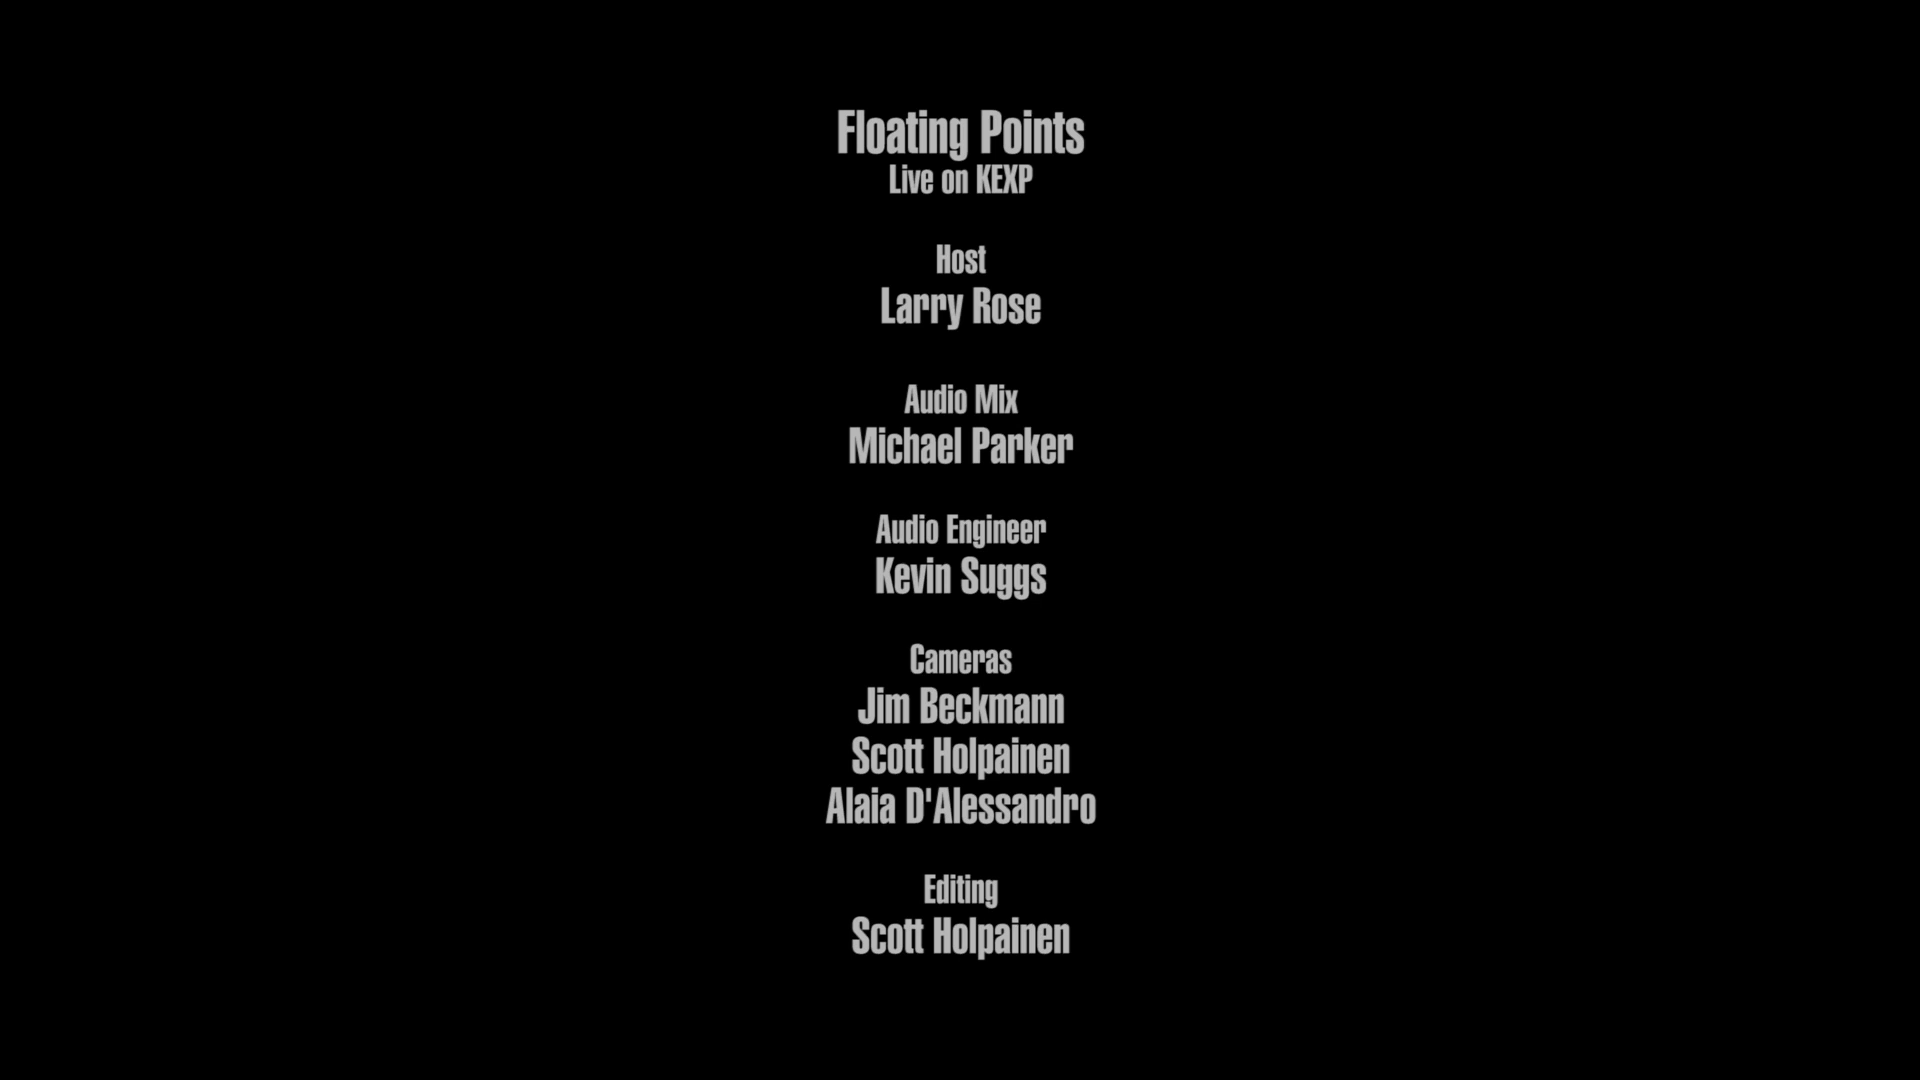 Floating Points
Live on KEXP
Host
Larry Rose
Audio Mix
Michael Parker
Audio Engineer
Kevin Suggs
Cameras
Jim Beckmann
Scott Holpainen
Alaia D'Alessandro
Editing
Scott Holpainen